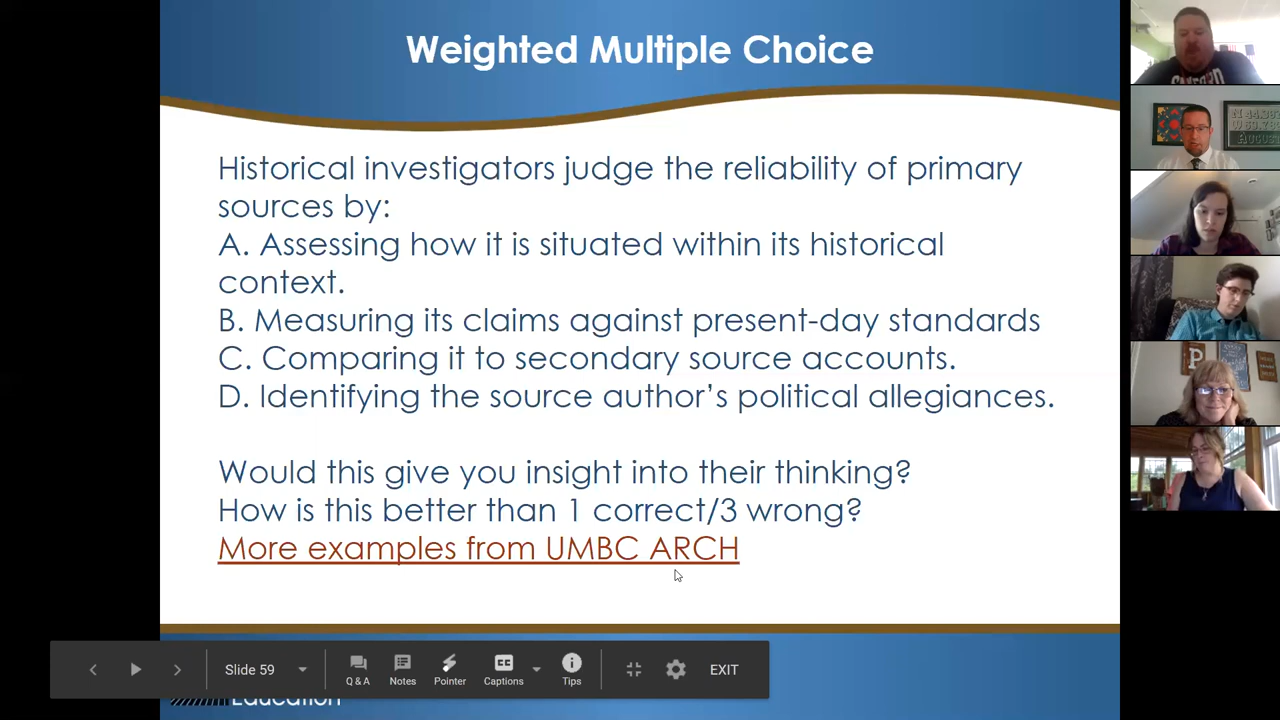 Weighted Multiple Choice
Historical investigators judge the reliability of primary
sources by:
A. Assessing how it is situated within its historical
context.
B. Measuring its claims against present-day standards
C. Comparing it to secondary source accounts.
D. Identifying the source author’s political allegiances.
Would this give you insight into their thinking?
How is this better than 1 correct/3 wrong?
More examples from UMBC ARCH
Slide 59
Q & A
Notes
Pointer
Captions
Tips
EXIT
Education
AUGUST
P